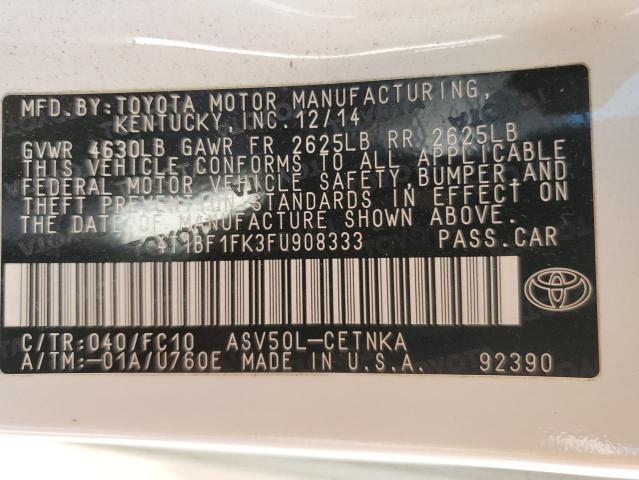 MFD. BY: TOYOTA MOTOR MANUFACTURING,
KENTUCKY, INC. 12/14
GVWR 4630LB GAWR FR 2625LB RR 2625LB
THIS VEHICLE CONFORMS TO ALL APPLICABLE
FEDERAL MOTOR VEHICLE SAFETY, BUMPER, AND
THEFT PREVENTION STANDARDS IN EFFECT ON
THE DATE OF MANUFACTURE SHOWN ABOVE.
4T1BF1FK3FU908333 PASS. CAR
C/TR: 040/FC10 ASV50L-CETNKA
A/TM: -01A/U760E MADE IN U.S.A. 92390